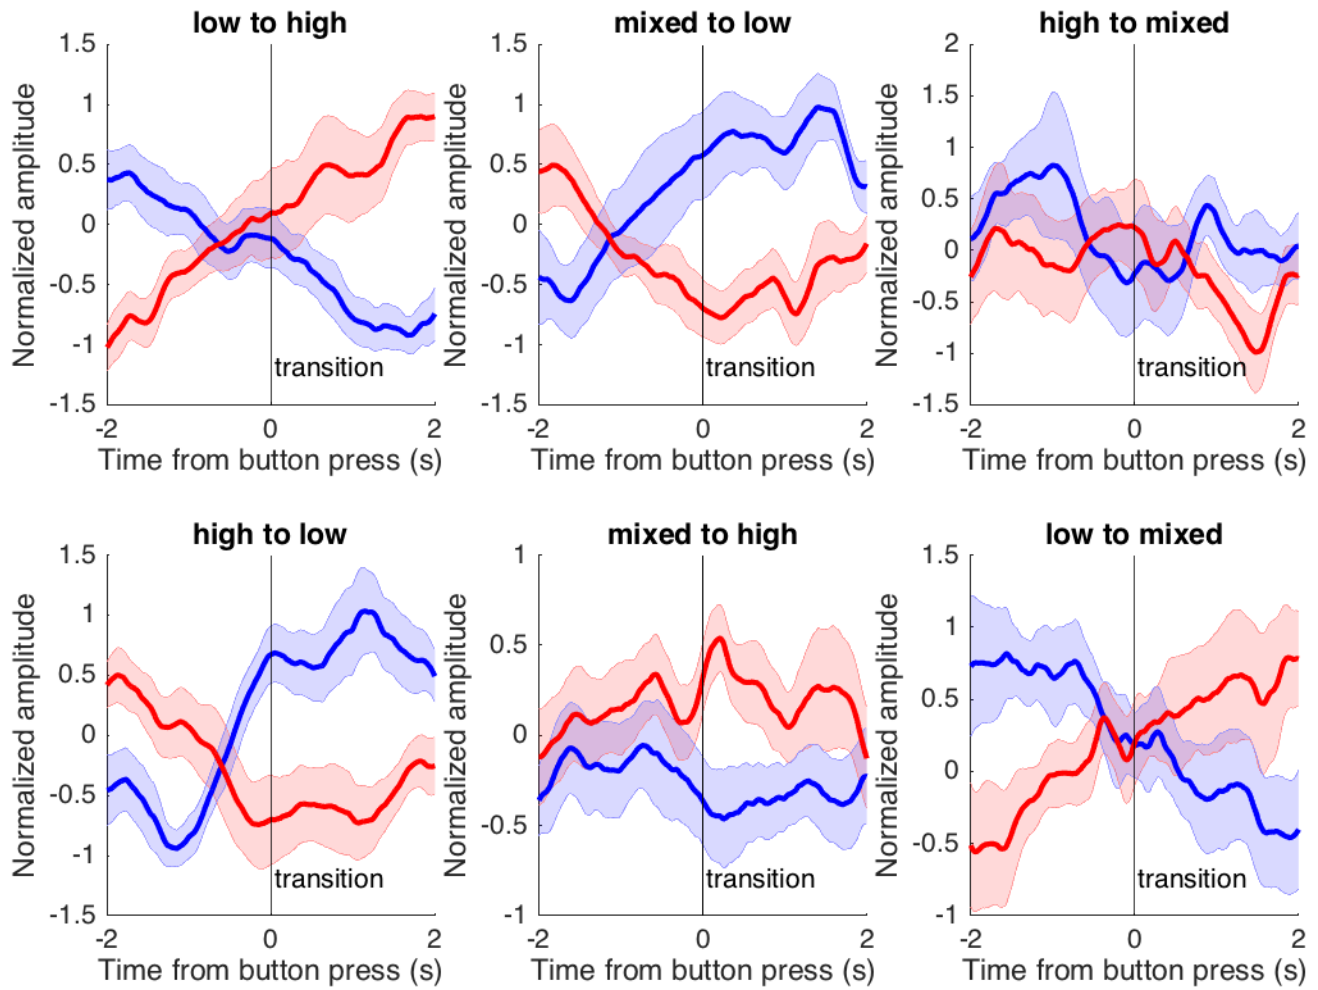 low to high
mixed to low
high to mixed
1.5
1
0.5
0
-0.5
-1
-1.5
Normalized amplitude
transition
-2
0
2
Time from button press (s)
1.5
1
0.5
0
-0.5
-1
-1.5
Normalized amplitude
transition
-2
0
2
Time from button press (s)
2
1.5
1
0.5
0
-0.5
-1
-1.5
Normalized amplitude
transition
-2
0
2
Time from button press (s)
high to low
mixed to high
low to mixed
1.5
1
0.5
0
-0.5
-1
-1.5
Normalized amplitude
transition
-2
0
2
Time from button press (s)
1
0.5
0
-0.5
-1
Normalized amplitude
transition
-2
0
2
Time from button press (s)
1.5
1
0.5
0
-0.5
-1
Normalized amplitude
transition
-2
0
2
Time from button press (s)